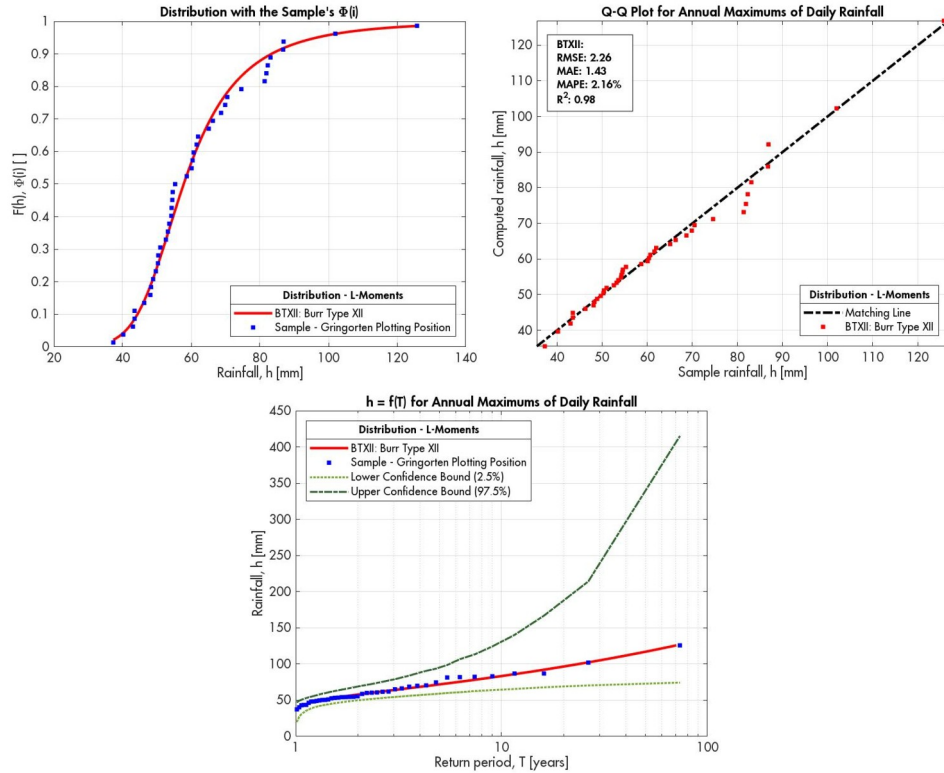 Distribution with the Sample's Φ(i)
1
0.9
0.8
0.7
0.6
0.5
0.4
0.3
0.2
0.1
0
F(h), Φ(i) [ ]
Distribution - L-Moments
BTXII: Burr Type XII
Sample - Gringorten Plotting Position
20
40
60
80
100
120
140
Rainfall, h [mm]
Q-Q Plot for Annual Maximums of Daily Rainfall
BTXII:
RMSE: 2.26
MAE: 1.43
MAPE: 2.16%
R²: 0.98
120
110
100
90
80
70
60
50
40
Computed rainfall, h [mm]
Distribution - L-Moments
Matching Line
BTXII: Burr Type XII
40
50
60
70
80
90
100
110
120
Sample rainfall, h [mm]
h = f(T) for Annual Maximums of Daily Rainfall
450
400
350
300
250
200
150
100
50
0
Rainfall, h [mm]
Distribution - L-Moments
BTXII: Burr Type XII
Sample - Gringorten Plotting Position
Lower Confidence Bound (2.5%)
Upper Confidence Bound (97.5%)
1
10
100
Return period, T [years]